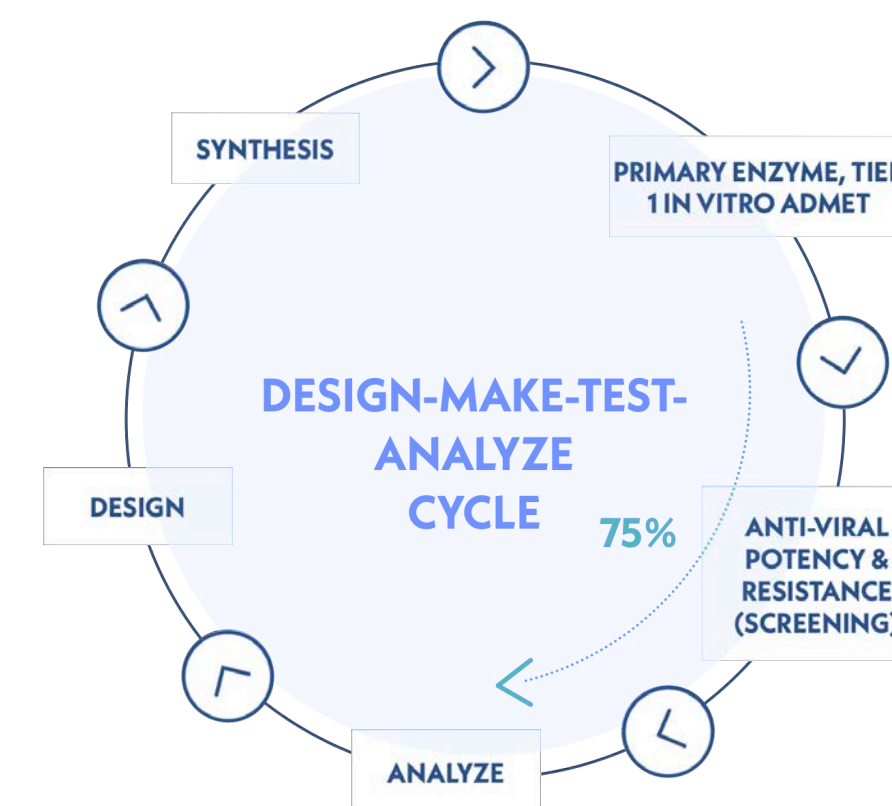 SYNTHESIS
PRIMARY ENZYME, TIER
1 IN VITRO ADMET
DESIGN-MAKE-TEST-
ANALYZE
CYCLE
75%
DESIGN
ANTI-VIRAL
POTENCY &
RESISTANCE
(SCREENING)
ANALYZE